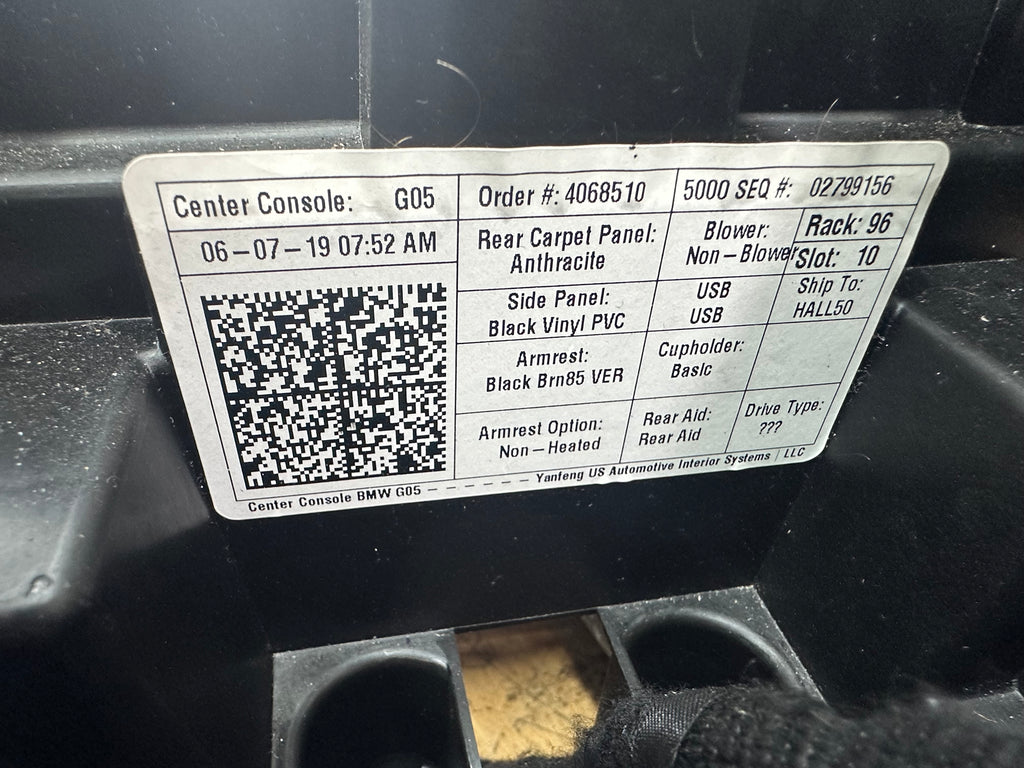 Center Console: G05
Order #: 4068510
5000 SEQ #: 02799156
06-07-19 07:52 AM
Rear Carpet Panel:
Anthracite
Blower:
Non-Blower
Rack: 96
Slot: 10
Side Panel:
Black Vinyl PVC
USB
USB
Ship To:
HALL50
Armrest:
Black Brn85 VER
Cupholder:
Basic
Armrest Option:
Non-Heated
Rear Aid:
Rear Aid
Drive Type:
???
Center Console BMW G05 - - - - - - - Yanfeng US Automotive Interior Systems I LLC